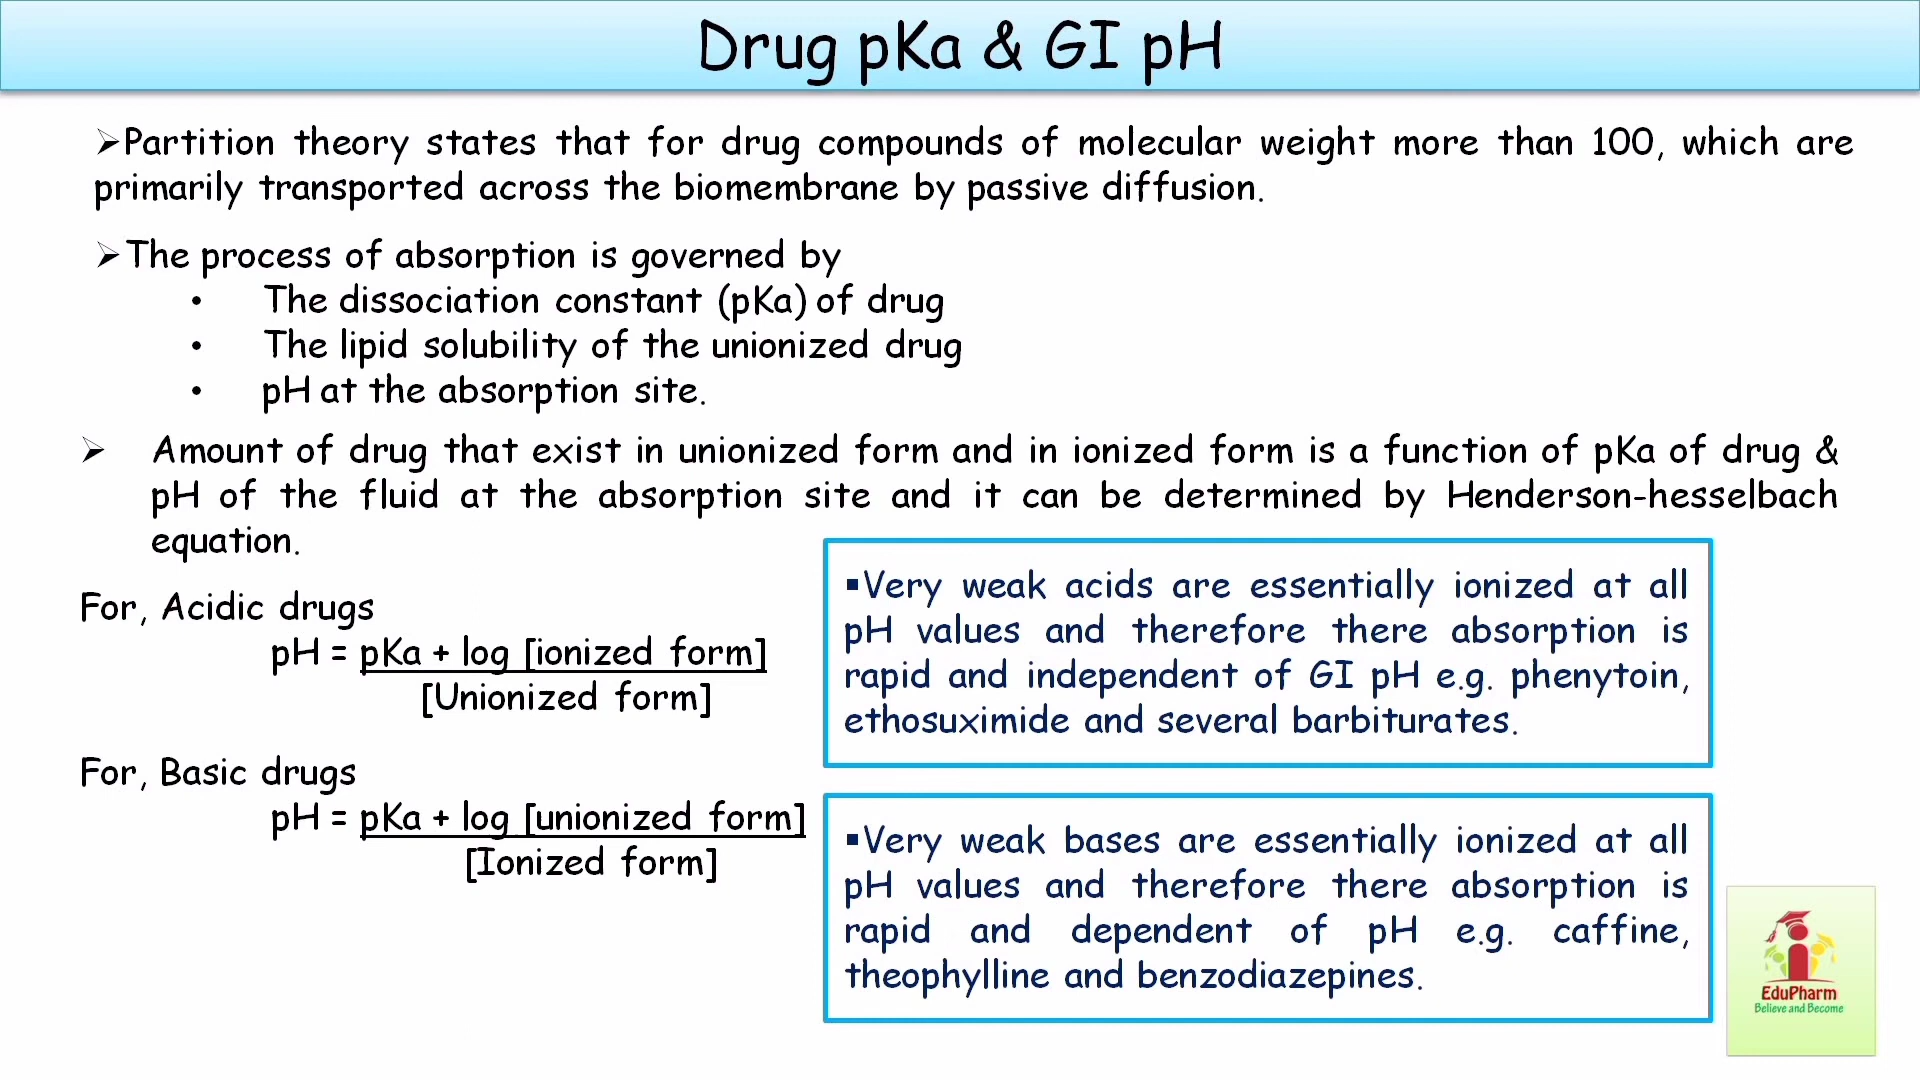 Drug pKa & GI pH
➢Partition theory states that for drug compounds of molecular weight more than 100, which are
primarily transported across the biomembrane by passive diffusion.
➢The process of absorption is governed by
• The dissociation constant (pKa) of drug
• The lipid solubility of the unionized drug
• pH at the absorption site.
➢ Amount of drug that exist in unionized form and in ionized form is a function of pKa of drug &
pH of the fluid at the absorption site and it can be determined by Henderson-hesselbach
equation.
For, Acidic drugs
pH = pKa + log [ionized form]
[Unionized form]
For, Basic drugs
pH = pKa + log [unionized form]
[Ionized form]
▪Very weak acids are essentially ionized at all
pH values and therefore there absorption is
rapid and independent of GI pH e.g. phenytoin,
ethosuximide and several barbiturates.
▪Very weak bases are essentially ionized at all
pH values and therefore there absorption is
rapid and dependent of pH e.g. caffine,
theophylline and benzodiazepines.
EduPharm
Believe and Become